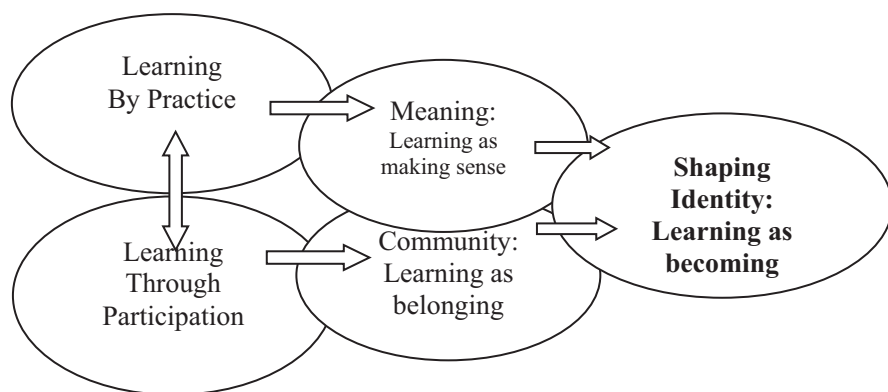 Learning
By Practice
Meaning:
Learning as
making sense
Shaping
Identity:
Learning as
becoming
Learning
Through
Participation
Community:
Learning as
belonging